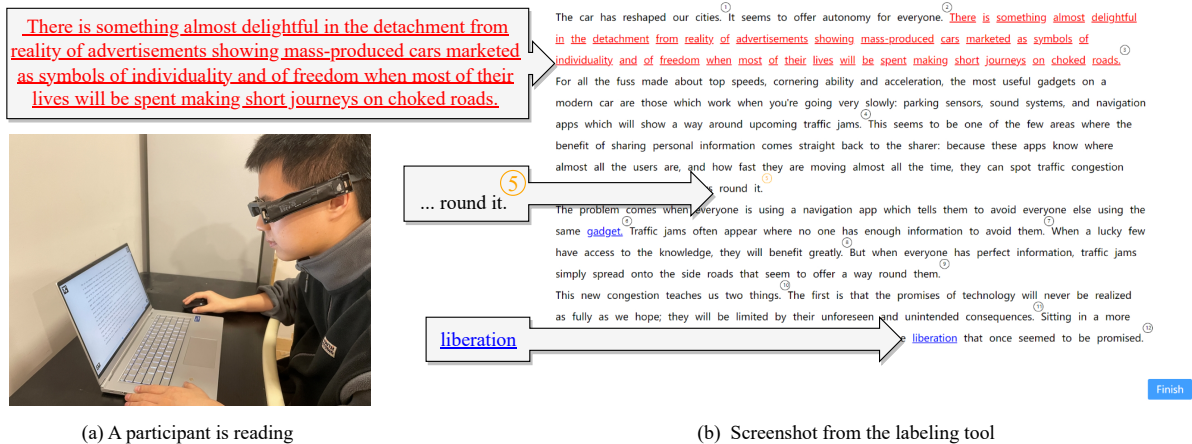 There is something almost delightful in the detachment from
reality of advertisements showing mass-produced cars marketed
as symbols of individuality and of freedom when most of their
lives will be spent making short journeys on choked roads.
The car has reshaped our cities.① It seems to offer autonomy for everyone.② There is something almost delightful
in the detachment from reality of advertisements showing mass-produced cars marketed as symbols of
individuality and of freedom when most of their lives will be spent making short journeys on choked roads.③
For all the fuss made about top speeds, cornering ability and acceleration, the most useful gadgets on a
modern car are those which work when you're going very slowly: parking sensors, sound systems, and navigation
apps which will show a way around upcoming traffic jams.④ This seems to be one of the few areas where the
benefit of sharing personal information comes straight back to the sharer: because these apps know where
almost all the users are, and how fast they are moving almost all the time, they can spot traffic congestion
round it.⑤
... round it.⑤
The problem comes when everyone is using a navigation app which tells them to avoid everyone else using the
same gadget.⑥ Traffic jams often appear where no one has enough information to avoid them.⑦ When a lucky few
have access to the knowledge, they will benefit greatly.⑧ But when everyone has perfect information, traffic jams
simply spread onto the side roads that seem to offer a way round them.⑨
This new congestion teaches us two things.⑩ The first is that the promises of technology will never be realized
as fully as we hope; they will be limited by their unforeseen and unintended consequences.⑪ Sitting in a more
liberation that once seemed to be promised.⑫
liberation
Finish
(a) A participant is reading
(b) Screenshot from the labeling tool